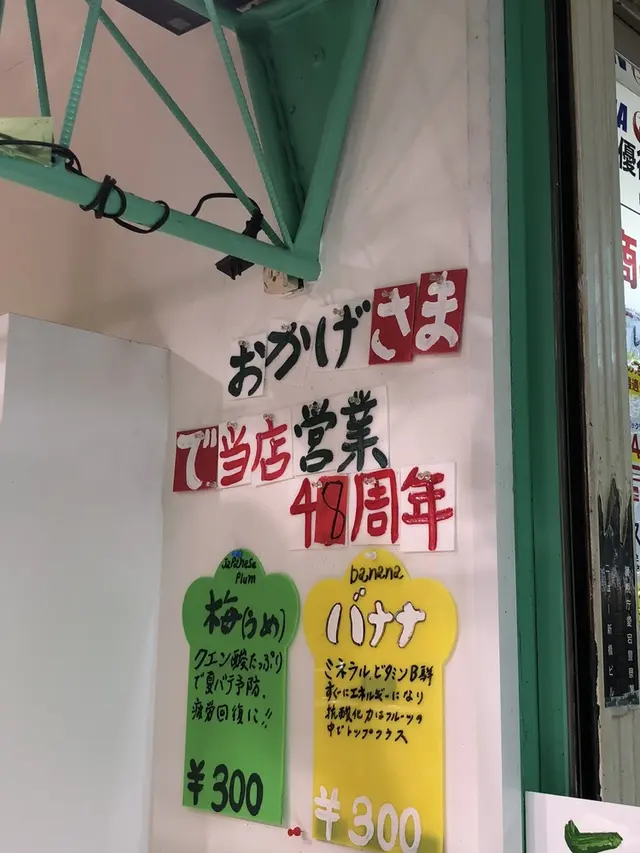 おかげさま
で当店営業
48周年
Japanese
Plum
梅(うめ)
クエン酸たっぷり
で夏バテ予防、
疲労回復に!!
¥300
banana
バナナ
ミネラル、ビタミンB群
すぐにエネルギーになり
抗酸化力はフルーツの
中でトップクラス
¥300
優待
商